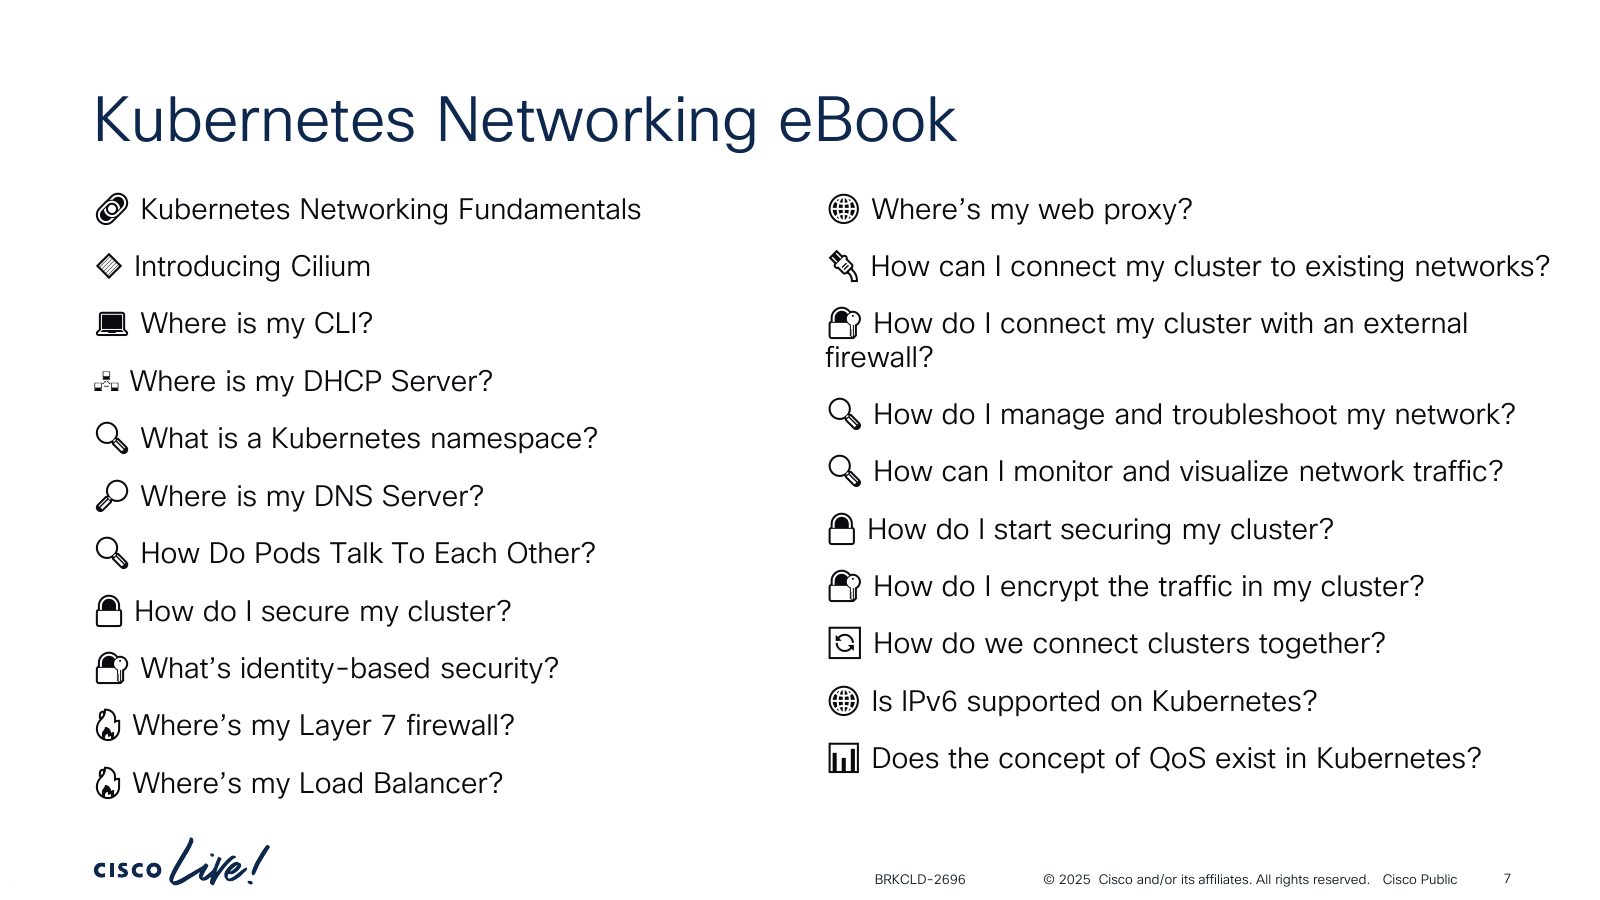 Kubernetes Networking eBook
Kubernetes Networking Fundamentals
Introducing Cilium
Where is my CLI?
Where is my DHCP Server?
What is a Kubernetes namespace?
Where is my DNS Server?
How Do Pods Talk To Each Other?
How do I secure my cluster?
What’s identity-based security?
Where’s my Layer 7 firewall?
Where’s my Load Balancer?
Where’s my web proxy?
How can I connect my cluster to existing networks?
How do I connect my cluster with an external
firewall?
How do I manage and troubleshoot my network?
How can I monitor and visualize network traffic?
How do I start securing my cluster?
How do I encrypt the traffic in my cluster?
How do we connect clusters together?
Is IPv6 supported on Kubernetes?
Does the concept of QoS exist in Kubernetes?
CISCO Live!
BRKCLD-2696 © 2025 Cisco and/or its affiliates. All rights reserved. Cisco Public 7